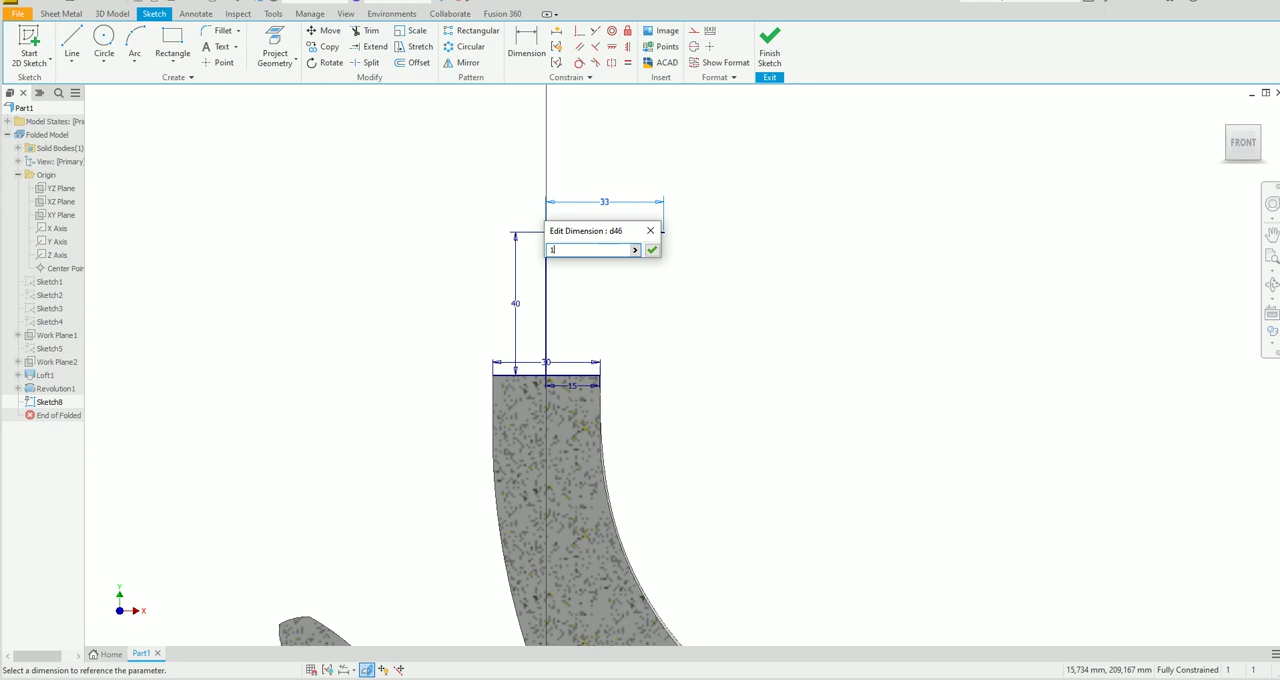 File Sheet Metal 3D Model Sketch Annotate Inspect Tools Manage View Environments Collaborate Fusion 360
Start
2D Sketch
Line
Circle
Arc
Rectangle
Fillet
Text
Point
Project
Geometry
Move
Copy
Rotate
Trim
Extend
Split
Scale
Stretch
Offset
Rectangular
Circular
Mirror
Dimension
Image
Points
ACAD
Show Format
Finish
Sketch
Sketch Create Modify Pattern Constrain Insert Format Exit
Part1
Model States: [Pri
Folded Model
Solid Bodies(1)
View: [Primary]
Origin
YZ Plane
XZ Plane
XY Plane
X Axis
Y Axis
Z Axis
Center Poin
Sketch1
Sketch2
Sketch3
Sketch4
Work Plane1
Sketch5
Work Plane2
Loft1
Revolution1
Sketch8
End of Folded
FRONT
33
Edit Dimension : d46
1
40
30
15
Y
X
Home Part1
Select a dimension to reference the parameter.
15,734 mm, 209,167 mm Fully Constrained 1 1